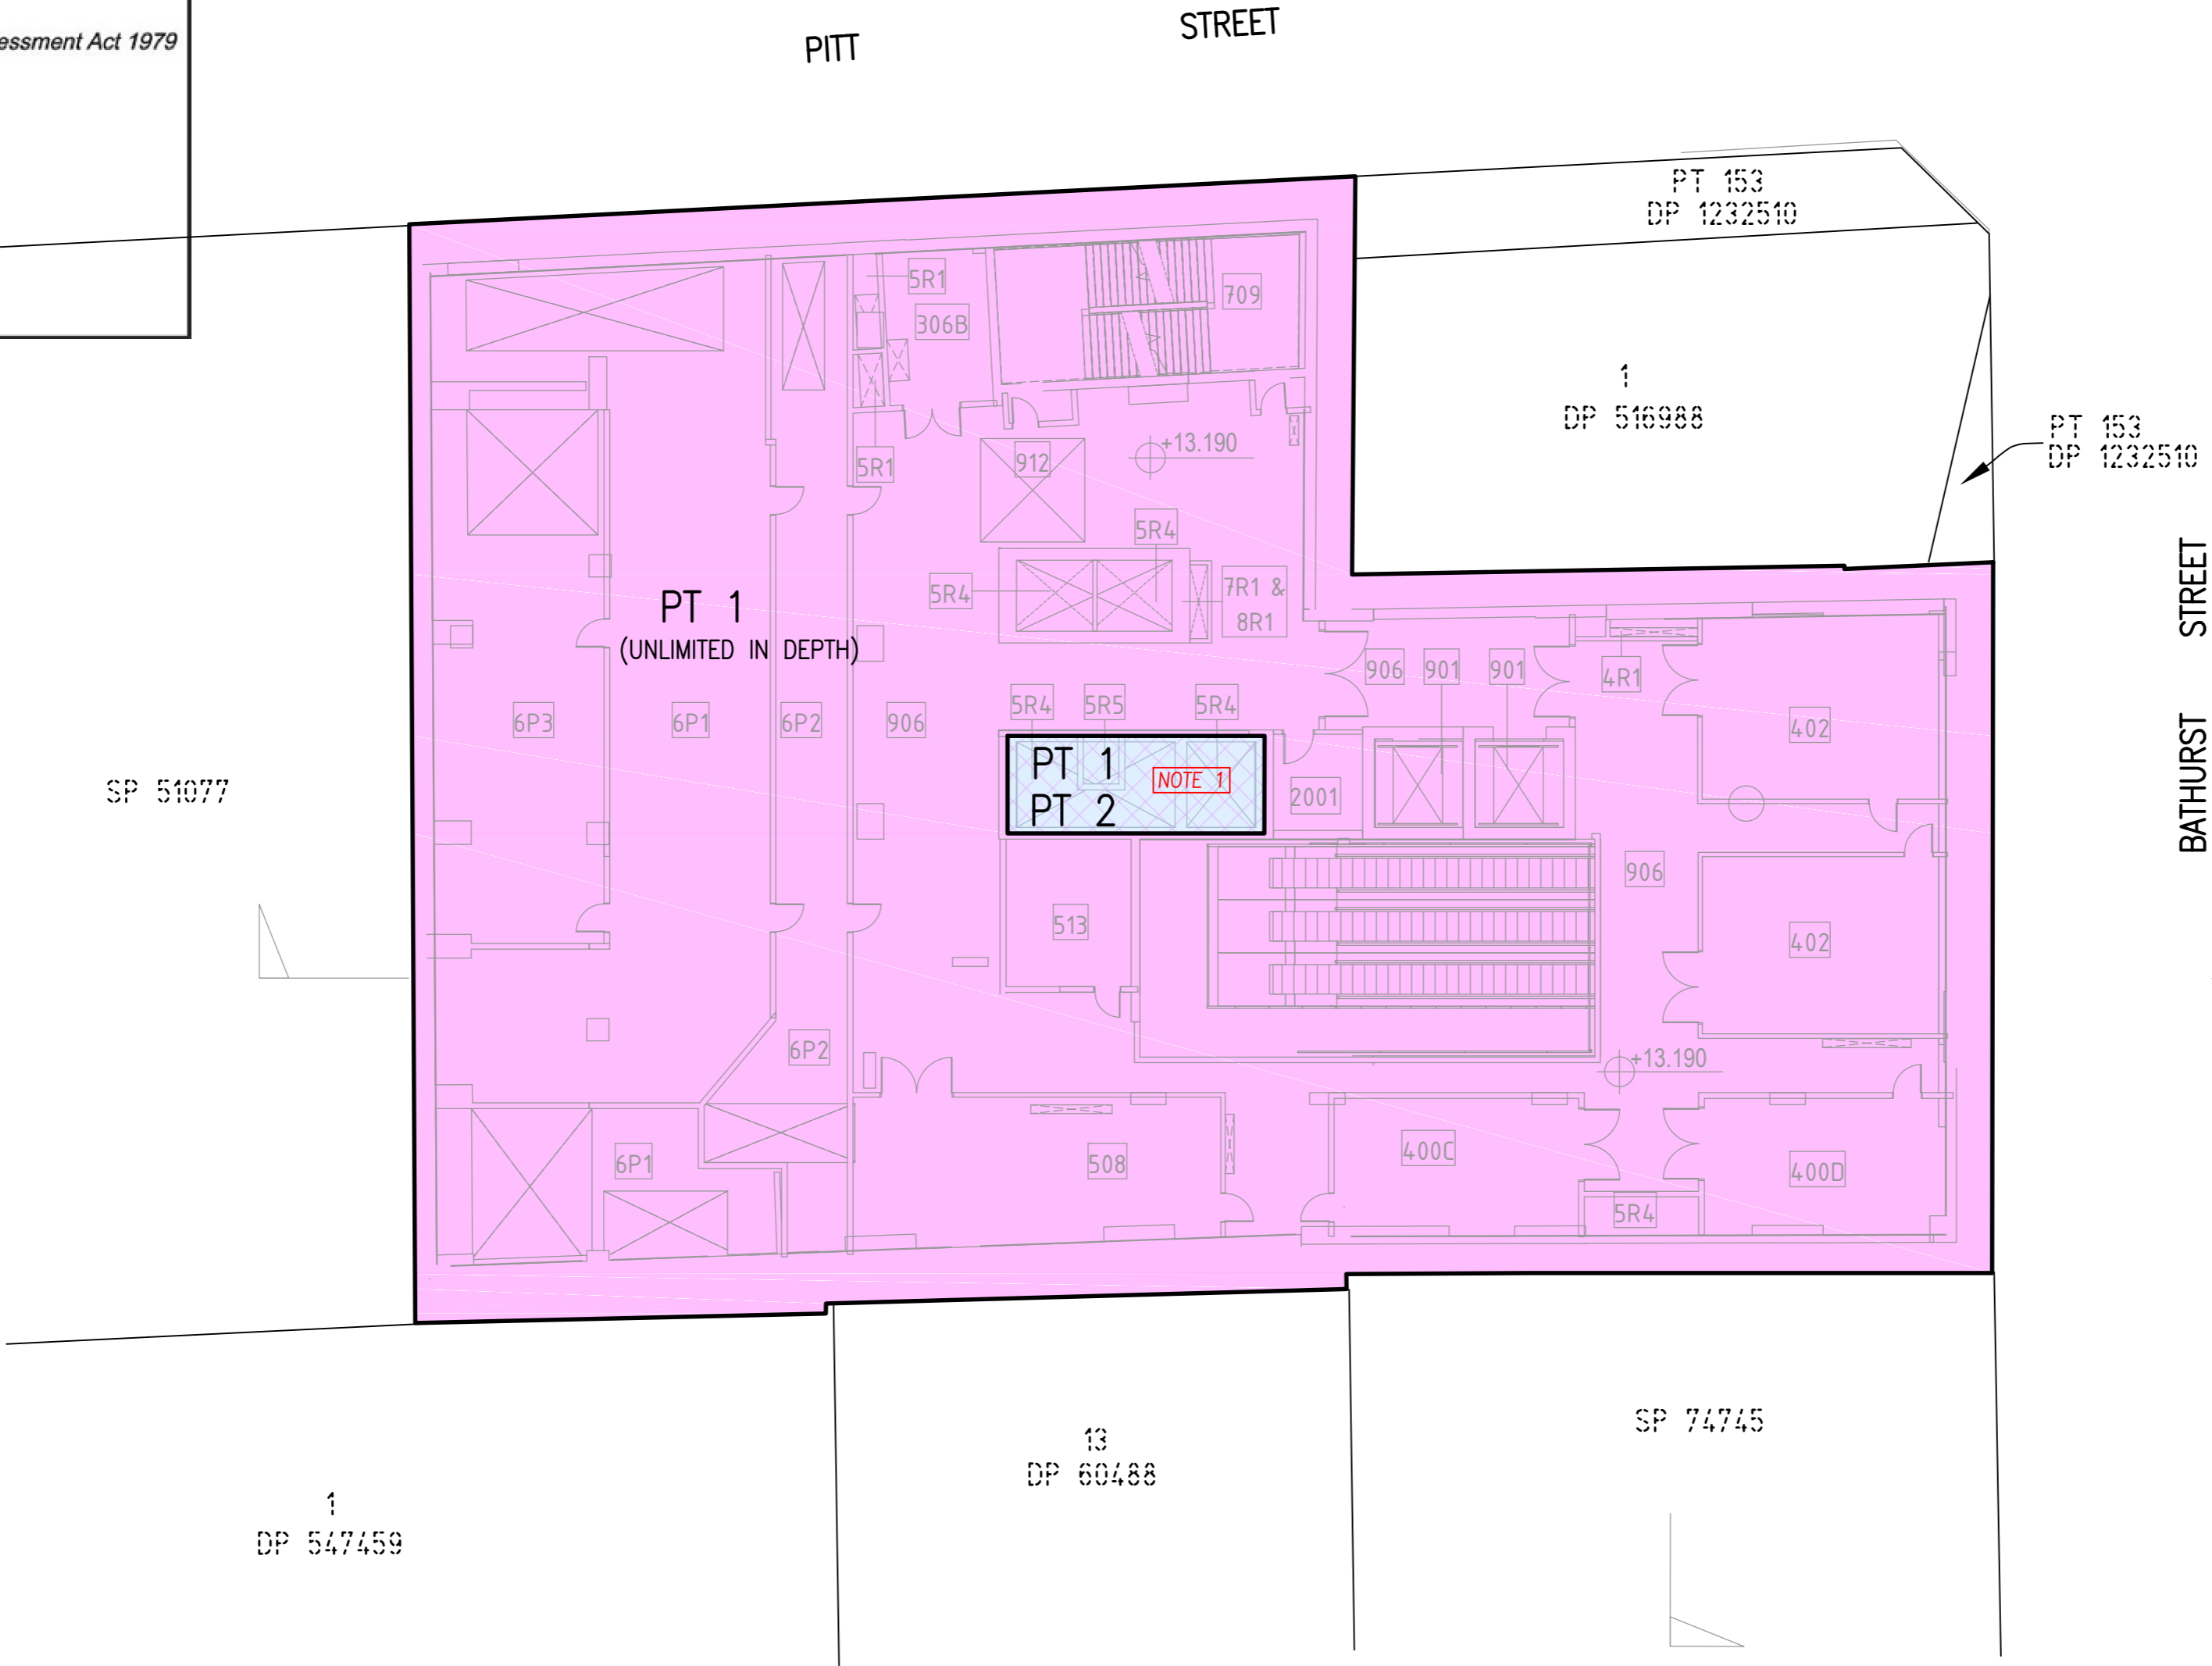 essment Act 1979
PITT STREET
PT 153
DP 1232510
5R1
709
306B
1
DP 516988
PT 153
DP 1232510
+13.190
5R1
912
5R4
5R4
7R1 &
8R1
PT 1
(UNLIMITED IN DEPTH)
906
901
901
4R1
BATHURST STREET
5R4
5R5
5R4
6P3
6P1
6P2
906
402
SP 51077
PT 1
NOTE 1
PT 2
2001
906
513
402
6P2
+13.190
6P1
508
400C
400D
5R4
13
DP 60488
SP 74745
1
DP 547459